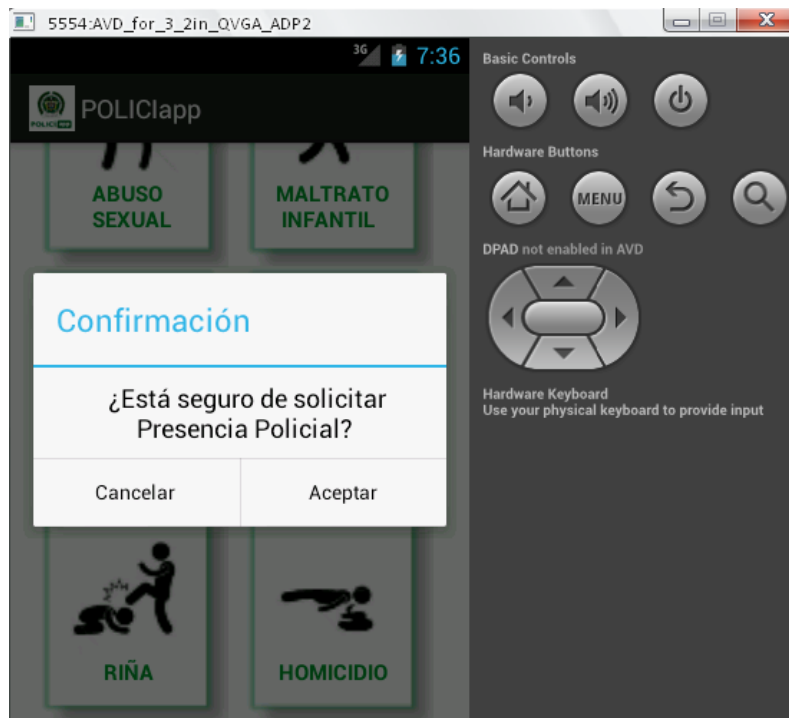 5554:AVD_for_3_2in_QVGA_ADP2
3G 7:36
POLICIapp
ABUSO
SEXUAL
MALTRATO
INFANTIL
Confirmación
¿Está seguro de solicitar
Presencia Policial?
Cancelar
Aceptar
RIÑA
HOMICIDIO
Basic Controls
Hardware Buttons
MENU
DPAD not enabled in AVD
Hardware Keyboard
Use your physical keyboard to provide input